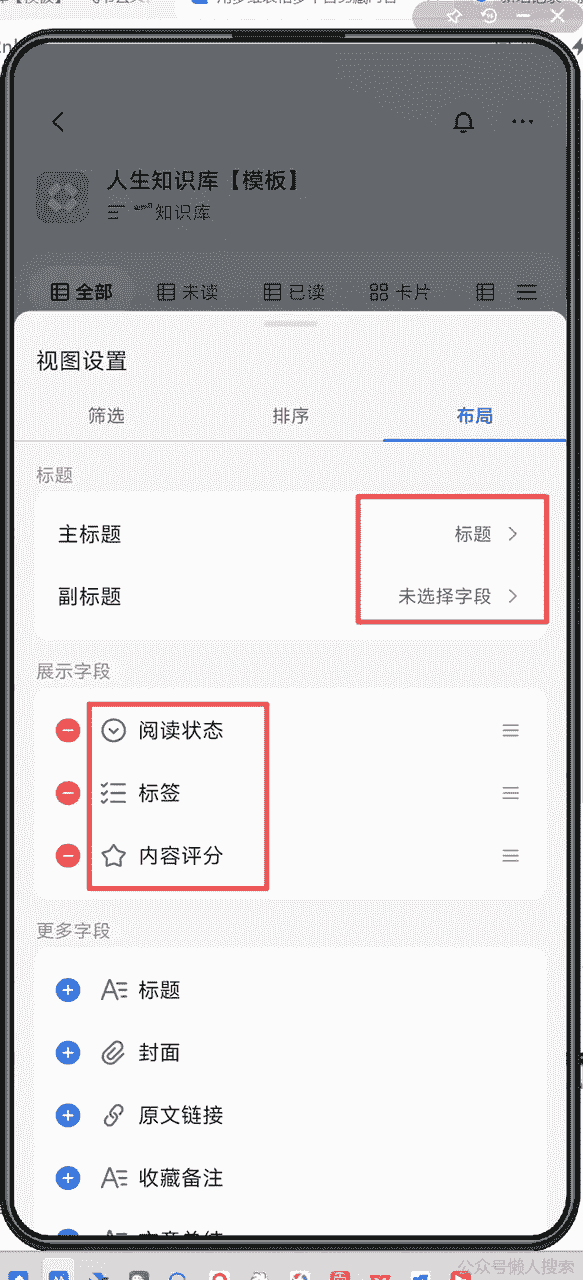 人生知识库【模板】
知识库
全部 未读 已读 卡片
视图设置
筛选 排序 布局
标题
主标题 标题
副标题 未选择字段
展示字段
阅读状态
标签
内容评分
更多字段
标题
封面
原文链接
收藏备注
公众号懒人搜索